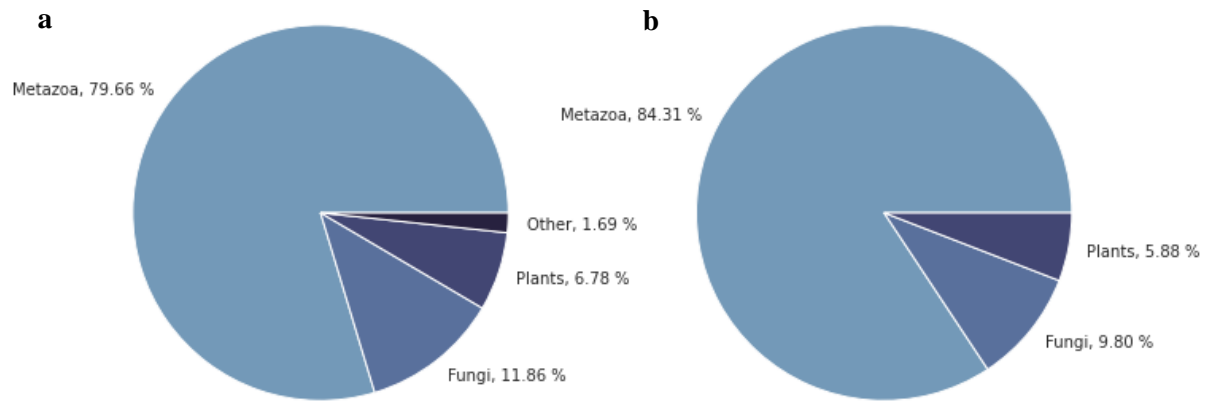 a
Metazoa, 79.66 %
Other, 1.69 %
Plants, 6.78 %
Fungi, 11.86 %
b
Metazoa, 84.31 %
Plants, 5.88 %
Fungi, 9.80 %